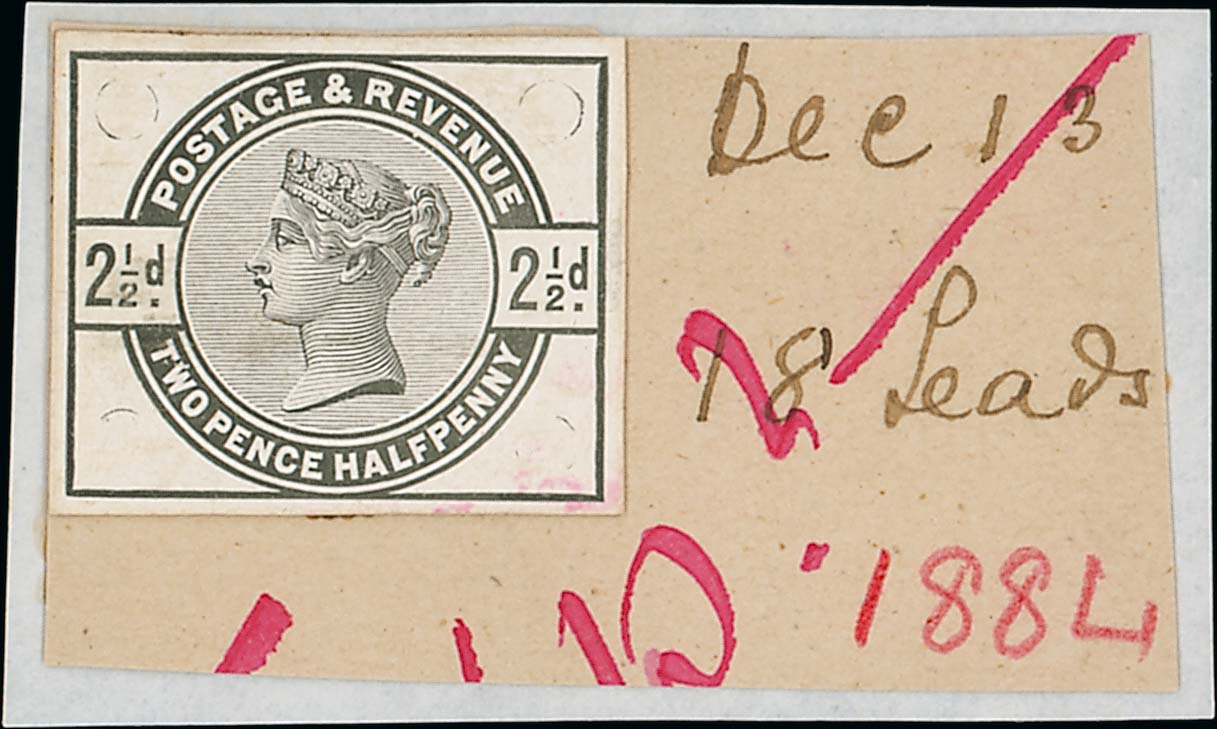 POSTAGE & REVENUE
2½d.
2½d.
TWO PENCE HALFPENNY
Dec 13
18 Leads
1884